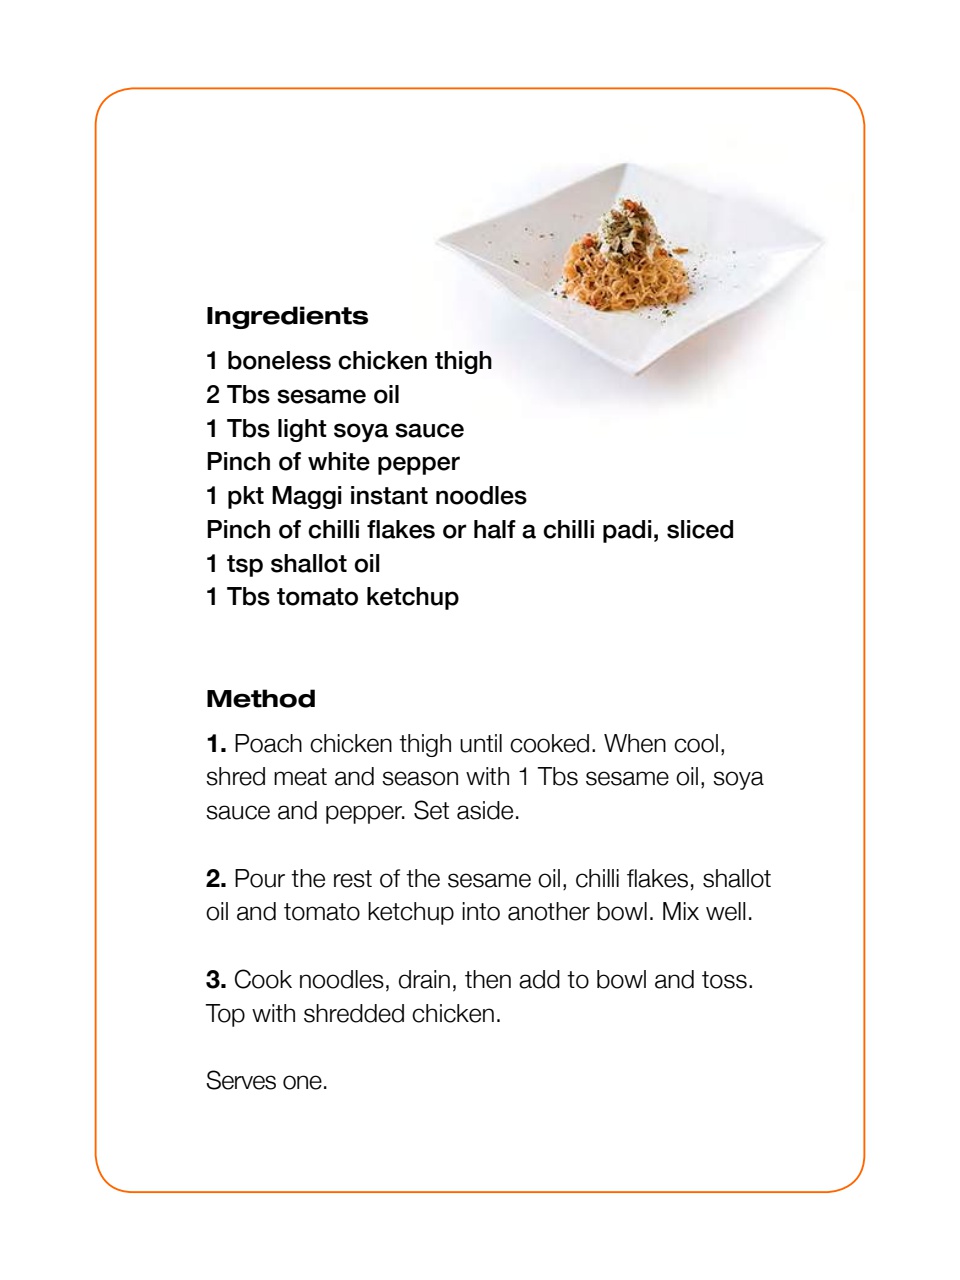 Ingredients
1 boneless chicken thigh
2 Tbs sesame oil
1 Tbs light soya sauce
Pinch of white pepper
1 pkt Maggi instant noodles
Pinch of chilli flakes or half a chilli padi, sliced
1 tsp shallot oil
1 Tbs tomato ketchup
Method
1. Poach chicken thigh until cooked. When cool,
shred meat and season with 1 Tbs sesame oil, soya
sauce and pepper. Set aside.
2. Pour the rest of the sesame oil, chilli flakes, shallot
oil and tomato ketchup into another bowl. Mix well.
3. Cook noodles, drain, then add to bowl and toss.
Top with shredded chicken.
Serves one.